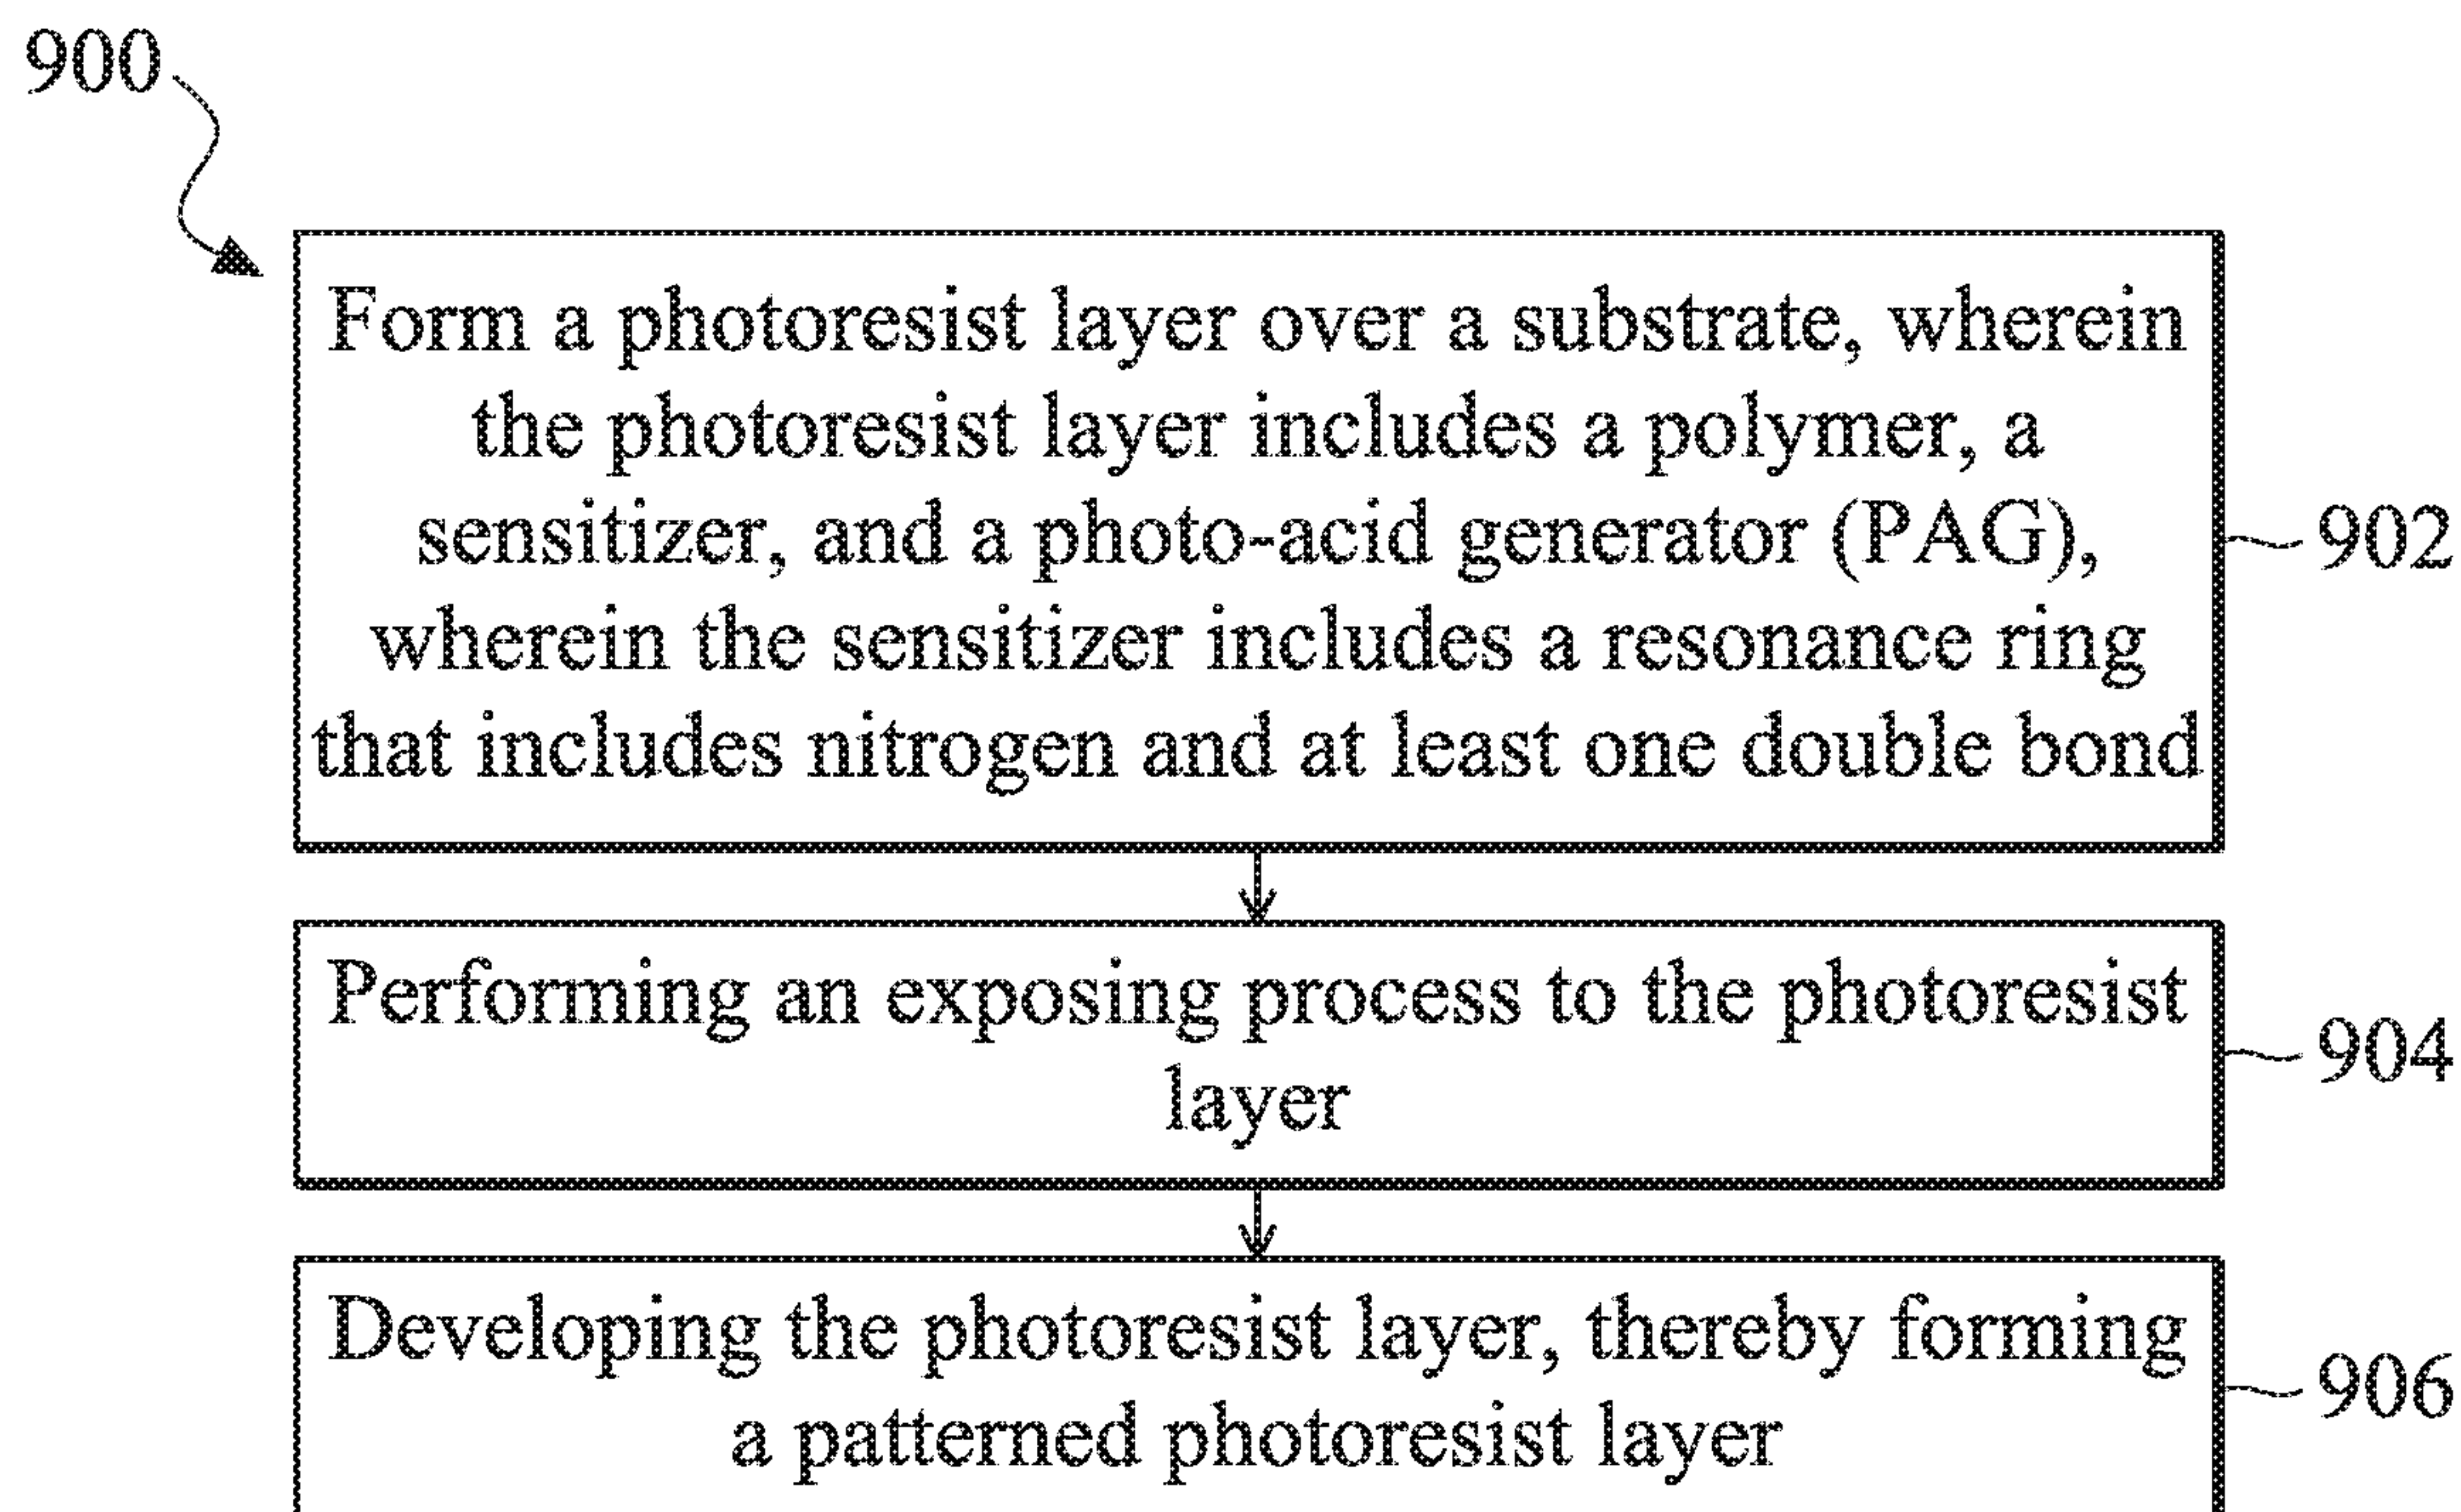 900
Form a photoresist layer over a substrate, wherein
the photoresist layer includes a polymer, a
sensitizer, and a photo-acid generator (PAG),
wherein the sensitizer includes a resonance ring
that includes nitrogen and at least one double bond
902
Performing an exposing process to the photoresist
layer
904
Developing the photoresist layer, thereby forming
a patterned photoresist layer
906